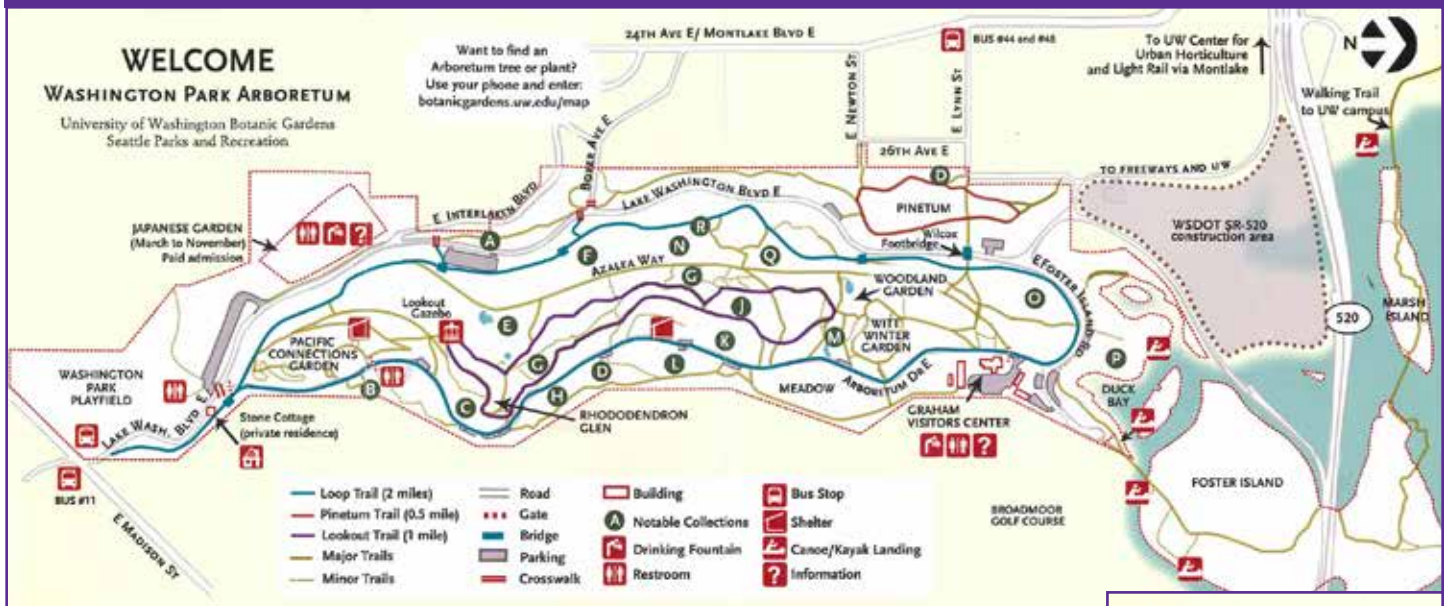 WELCOME
WASHINGTON PARK ARBORETUM
University of Washington Botanic Gardens
Seattle Parks and Recreation
Want to find an
Arboretum tree or plant?
Use your phone and enter:
botanicgardens.uw.edu/map
24TH AVE E/ MONTLAKE BLVD E
BUS #44 and #48
To UW Center for
Urban Horticulture
and Light Rail via Montlake
N
Walking Trail
to UW campus
E NEWTON ST
E LYNN ST
26TH AVE E
BOYER AVE E
E INTERLAKEN BLVD
LAKE WASHINGTON BLVD E
TO FREEWAYS AND UW
D
PINETUM
WSDOT SR-520
construction area
JAPANESE GARDEN
(March to November)
Paid admission
?
A
F
N
R
Q
AZALEA WAY
G
Wilcox
Footbridge
WOODLAND
GARDEN
E FOSTER ISLAND RD
O
MARSH
ISLAND
520
Lookout
Gazebo
E
J
PACIFIC
CONNECTIONS
GARDEN
G
K
M
WITT
WINTER
GARDEN
P
WASHINGTON
PARK
PLAYFIELD
B
C
H
D
L
MEADOW
ARBORETUM DR E
DUCK
BAY
LAKE WASH. BLVD E
Stone Cottage
(private residence)
RHODODENDRON
GLEN
GRAHAM
VISITORS CENTER
?
FOSTER ISLAND
BUS #11
E MADISON ST
BROADMOOR
GOLF COURSE
Loop Trail (2 miles)
Pinetum Trail (0.5 mile)
Lookout Trail (1 mile)
Major Trails
Minor Trails
Road
Gate
Bridge
Parking
Crosswalk
Building
A Notable Collections
Drinking Fountain
Restroom
Bus Stop
Shelter
Canoe/Kayak Landing
? Information